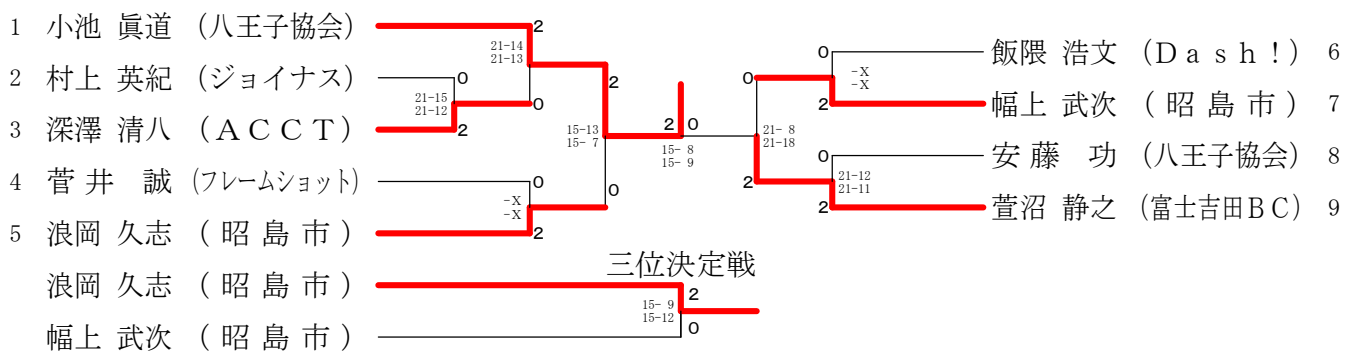 1 小池 眞道 (八王子協会)
2 村上 英紀 (ジョイナス)
3 深澤 清八 (ACCT)
4 菅井 誠 (フレームショット)
5 浪岡 久志 (昭島市)
2
21-14
21-13
0
21-15
21-12
2
0
2
15-13
15- 7
0
0
-X
-X
2
2 0
15- 8
15- 9
0
21- 8
21-18
2
0
-X
-X
2
0
21-12
21-11
2
飯隈 浩文 (Dash!) 6
幅上 武次 (昭島市) 7
安藤 功 (八王子協会) 8
萱沼 静之 (富士吉田BC) 9
三位決定戦
浪岡 久志 (昭島市)
幅上 武次 (昭島市)
2
15- 9
15-12
0